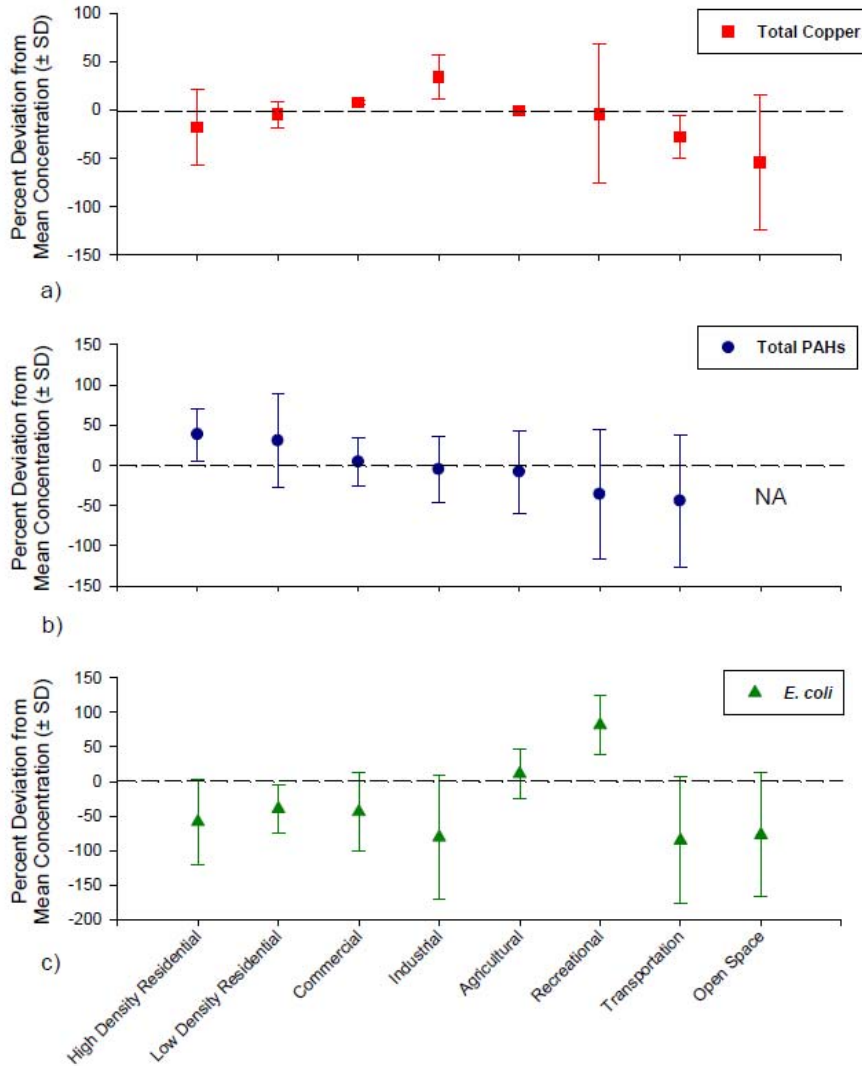 100
50
0
-50
-100
-150
Percent Deviation from
Mean Concentration (± SD)
Total Copper
a)
150
100
50
0
-50
-100
-150
Percent Deviation from
Mean Concentration (± SD)
Total PAHs
NA
b)
150
100
50
0
-50
-100
-150
-200
Percent Deviation from
Mean Concentration (± SD)
E. coli
c)
High Density Residential
Low Density Residential
Commercial
Industrial
Agricultural
Recreational
Transportation
Open Space